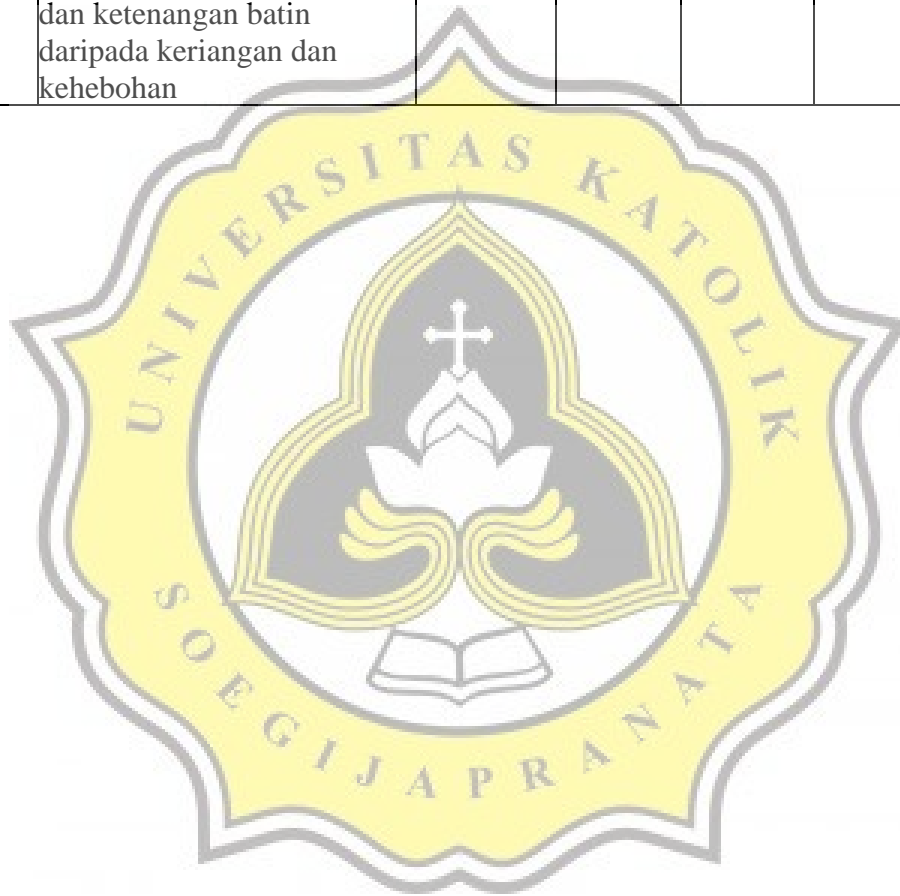 dan ketenangan batin
daripada keriangan dan
kehebohan
UNIVERSITAS KATOLIK
SOEGIJAPRANATA